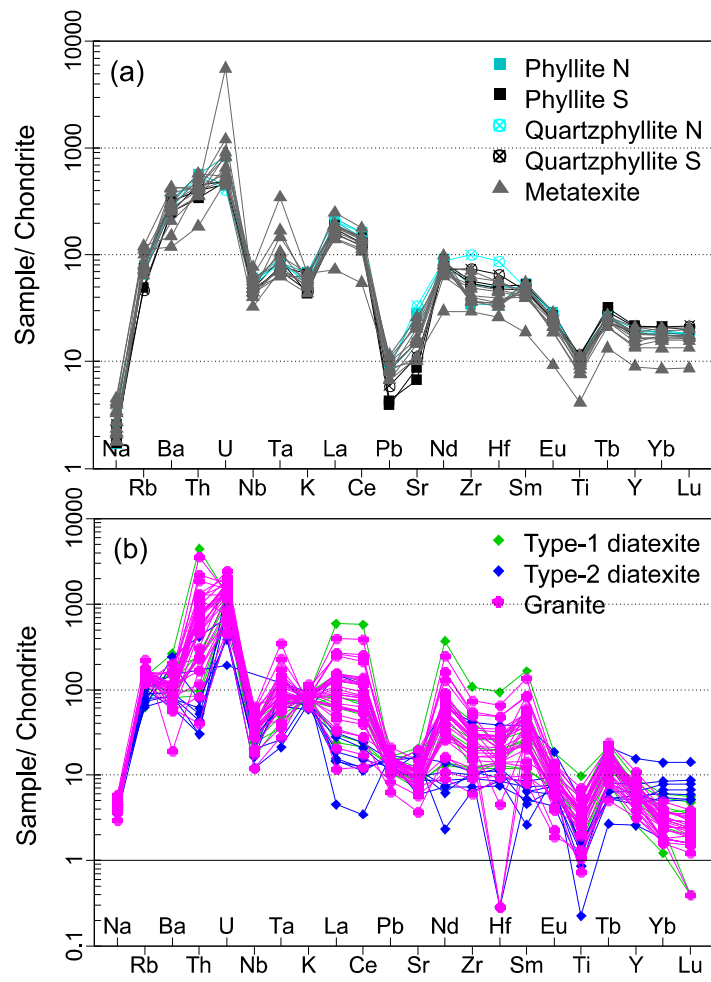 10000
(a)
Phyllite N
Phyllite S
1000
Quartzphyllite N
Quartzphyllite S
Metatexite
Sample/ Chondrite
100
10
Na Ba U Ta La Pb Nd Hf Eu Tb Yb
1
Rb Th Nb K Ce Sr Zr Sm Ti Y Lu
10000
(b)
Type-1 diatexite
Type-2 diatexite
1000
Granite
Sample/ Chondrite
100
10
1
Na Ba U Ta La Pb Nd Hf Eu Tb Yb
0.1
Rb Th Nb K Ce Sr Zr Sm Ti Y Lu